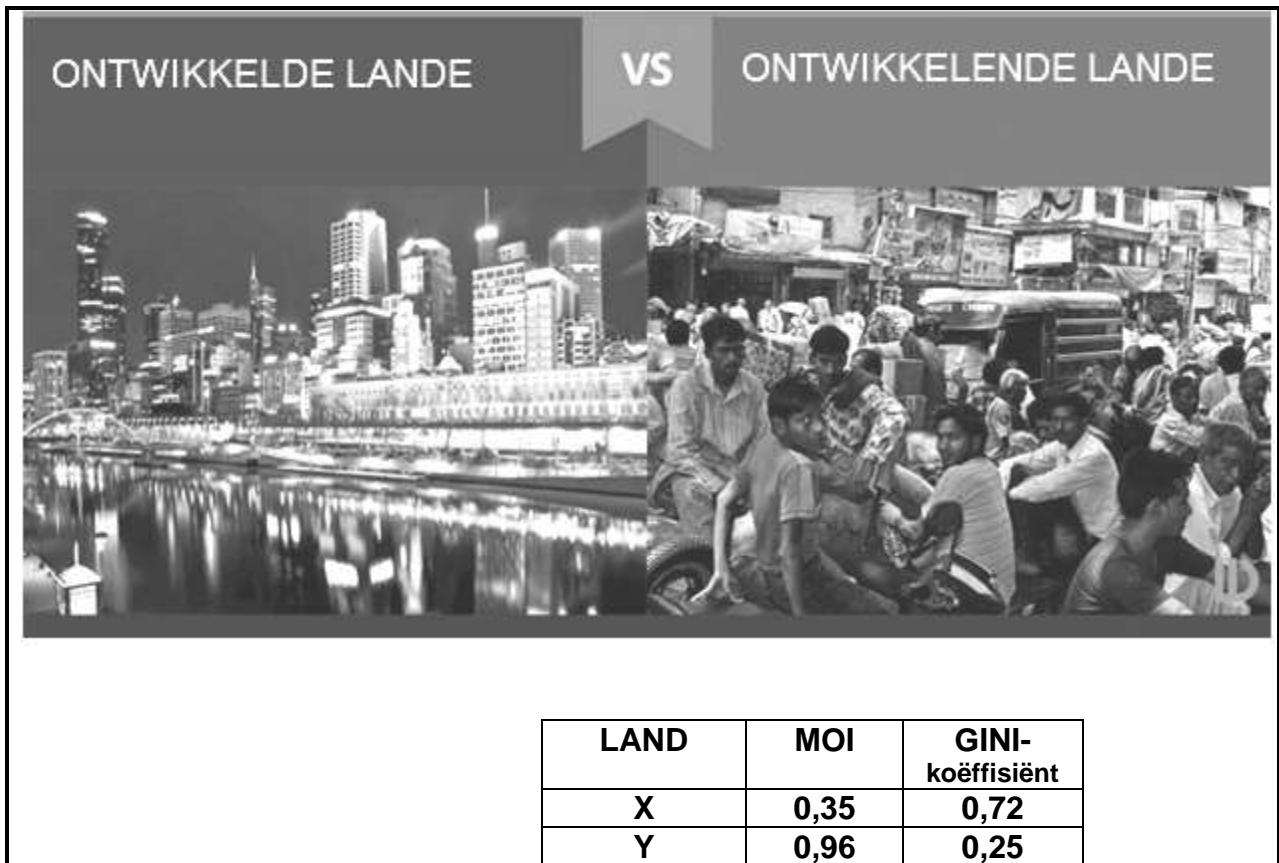 ONTWIKKELDE LANDE VS ONTWIKKELENDE LANDE
LAND MOI GINI-
koëffisiënt
X 0,35 0,72
Y 0,96 0,25